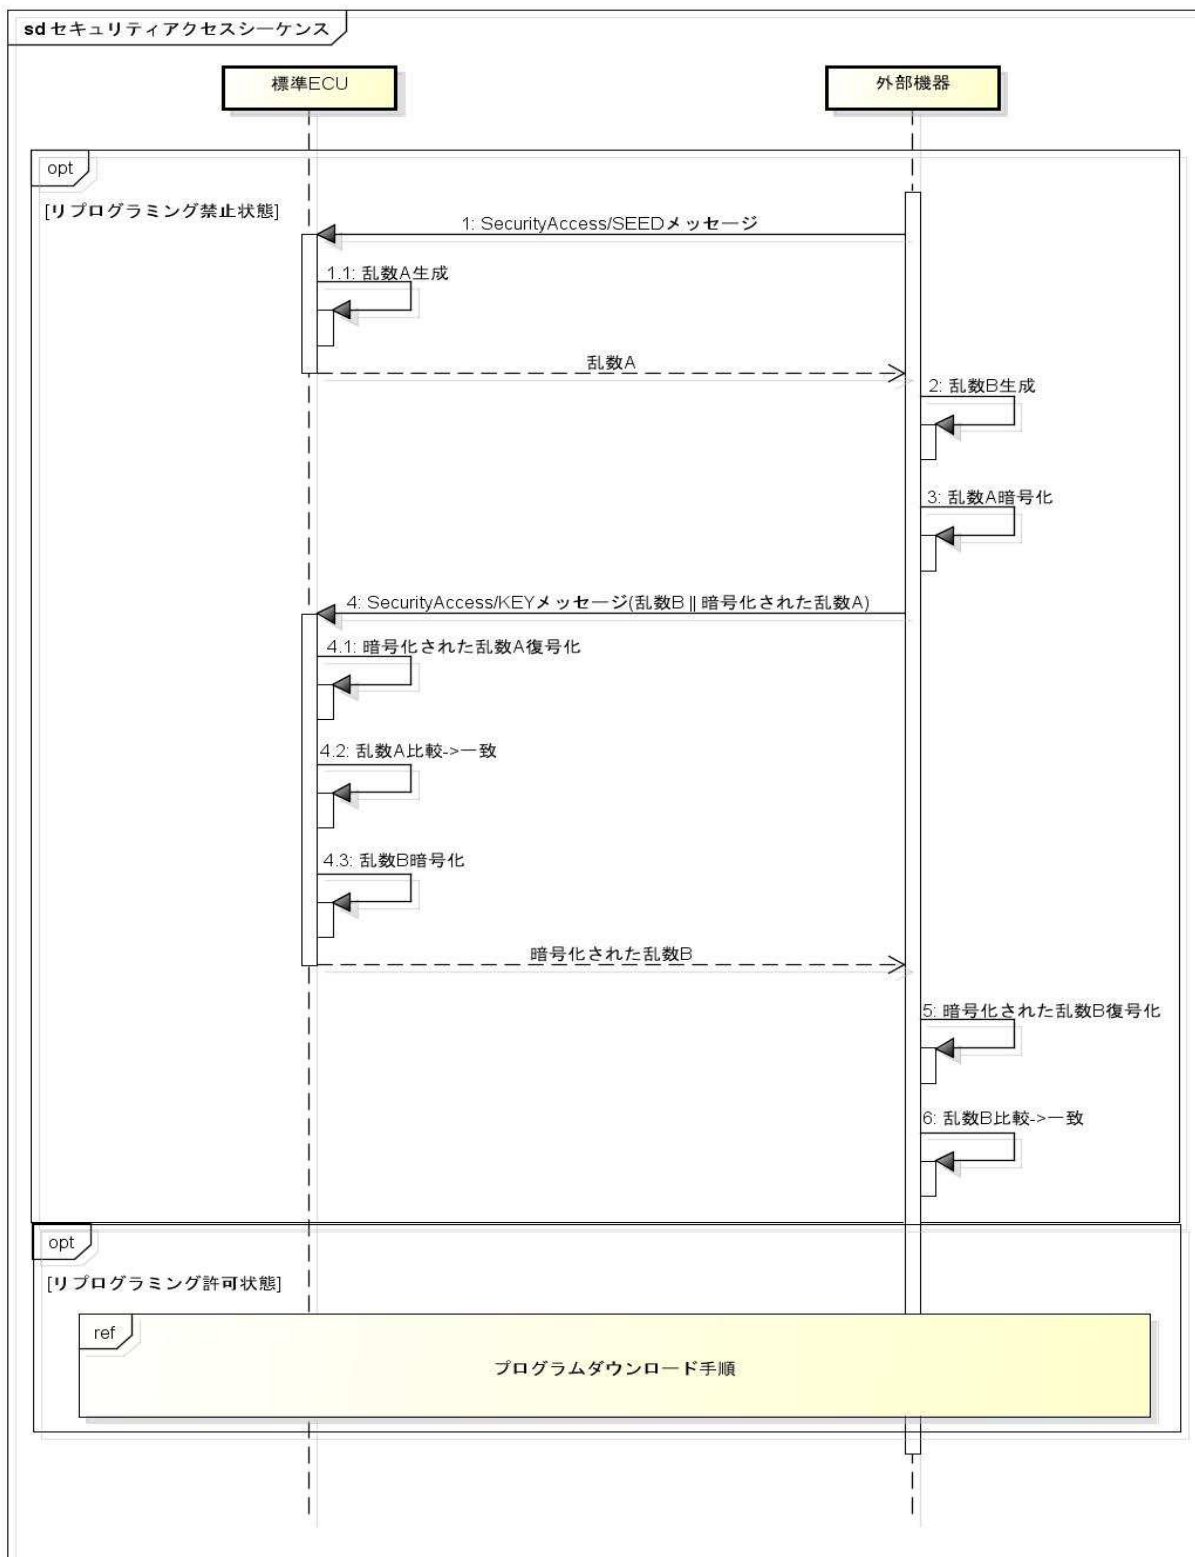 sd セキュリティアクセスシーケンス
標準ECU
外部機器
opt
[リプログラミング禁止状態]
1: SecurityAccess/SEEDメッセージ
1.1: 乱数A生成
乱数A
2: 乱数B生成
3: 乱数A暗号化
4: SecurityAccess/KEYメッセージ(乱数B || 暗号化された乱数A)
4.1: 暗号化された乱数A復号化
4.2: 乱数A比較->一致
4.3: 乱数B暗号化
暗号化された乱数B
5: 暗号化された乱数B復号化
6: 乱数B比較->一致
opt
[リプログラミング許可状態]
ref
プログラムダウンロード手順